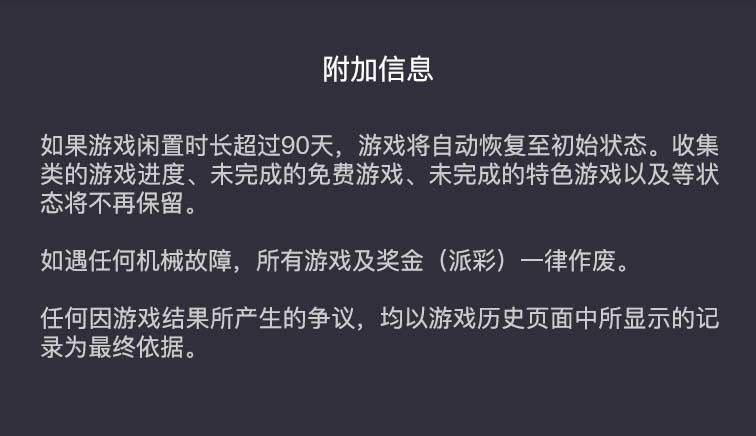 附加信息
如果游戏闲置时长超过90天，游戏将自动恢复至初始状态。收集
类的游戏进度、未完成的免费游戏、未完成的特色游戏以及等状
态将不再保留。
如遇任何机械故障，所有游戏及奖金（派彩）一律作废。
任何因游戏结果所产生的争议，均以游戏历史页面中所显示的记
录为最终依据。